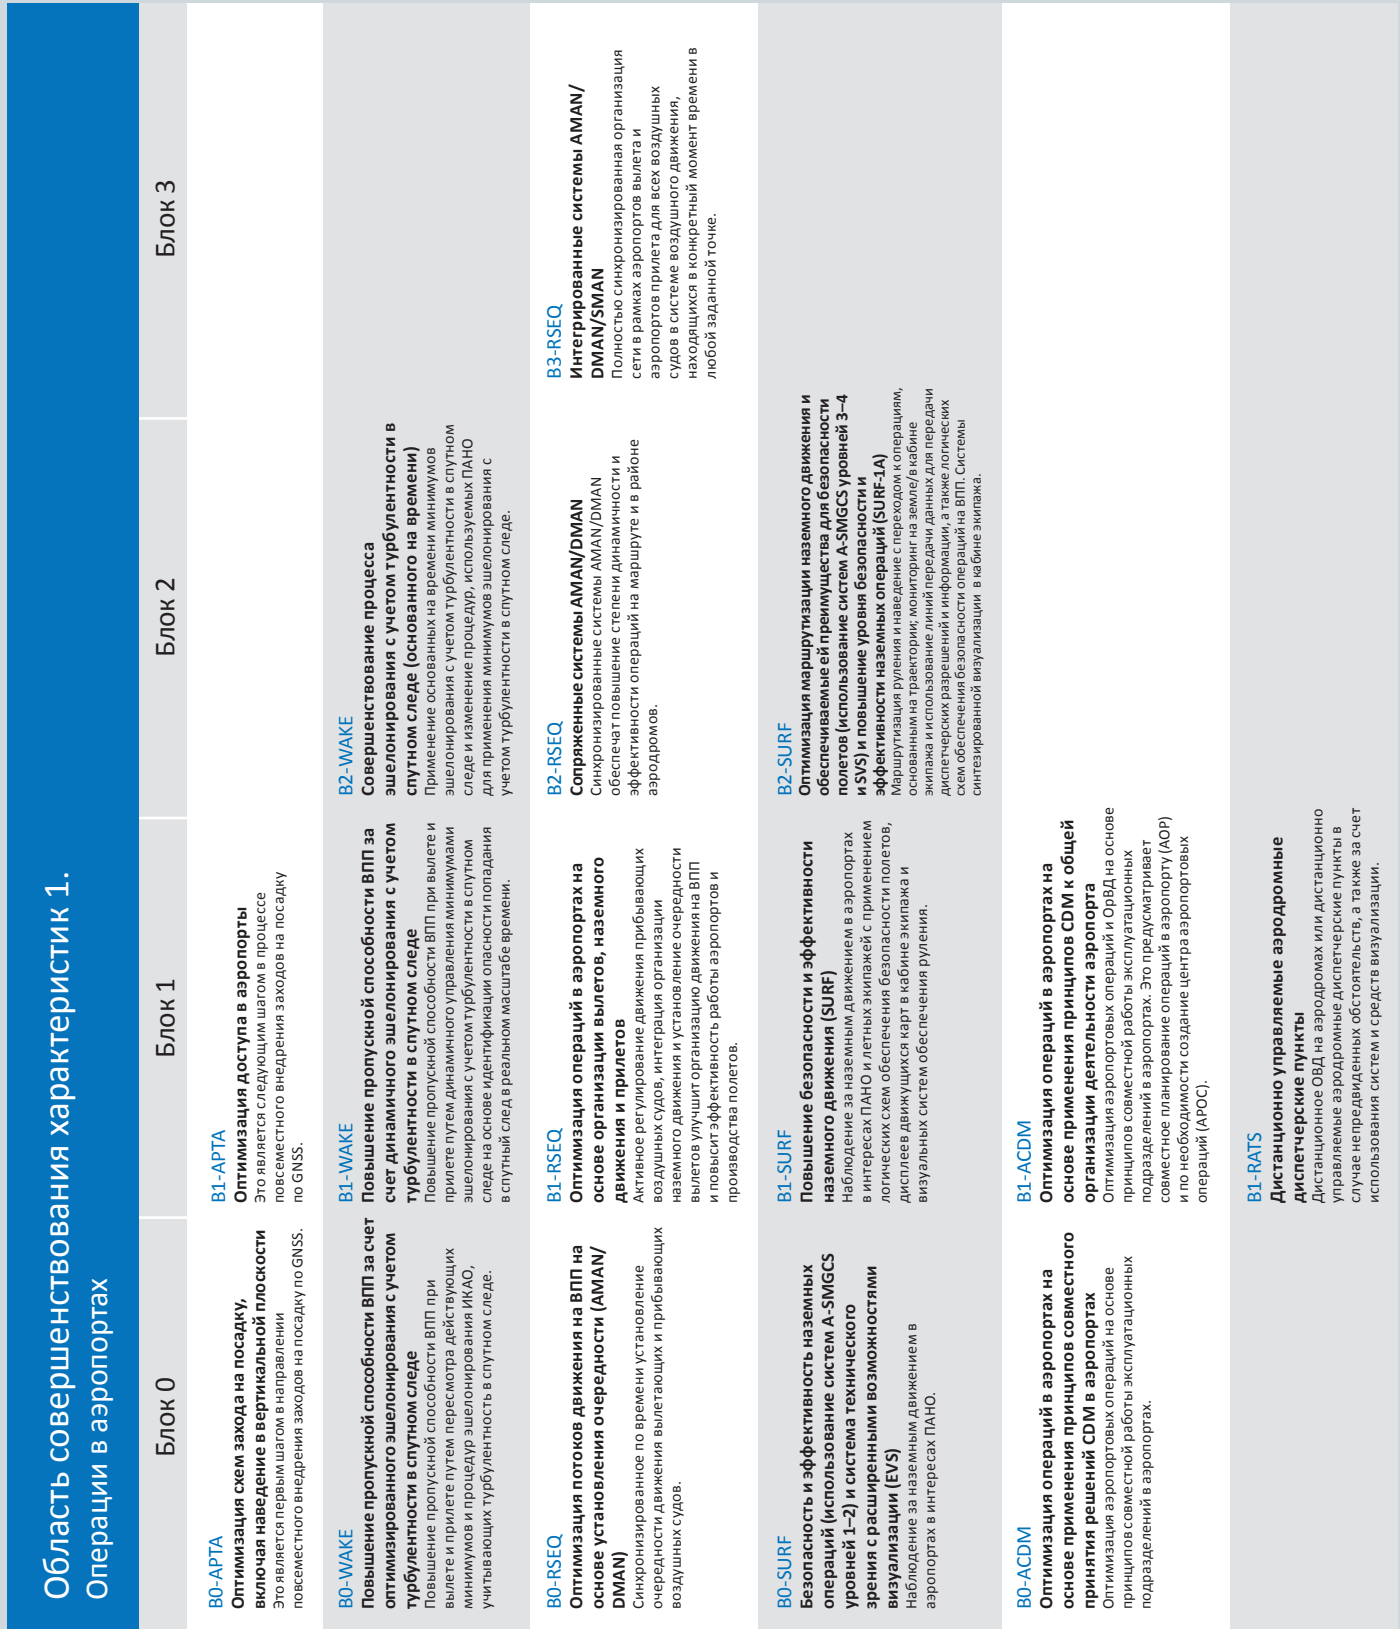 Область совершенствования характеристик 1.
Операции в аэропортах
Блок 0
Блок 1
Блок 2
Блок 3
B0-APTA
Оптимизация схем захода на посадку,
включая наведение в вертикальной плоскости
Это является первым шагом в направлении
повсеместного внедрения заходов на посадку по GNSS.
B1-APTA
Оптимизация доступа в аэропорты
Это является следующим шагом в процессе
повсеместного внедрения заходов на посадку
по GNSS.
B0-WAKE
Повышение пропускной способности ВПП за счет
оптимизированного эшелонирования с учетом
турбулентности в спутном следе
Повышение пропускной способности ВПП при
вылете и прилете путем пересмотра действующих
минимумов и процедур эшелонирования ИКАО,
учитывающих турбулентность в спутном следе.
B1-WAKE
Повышение пропускной способности ВПП за
счет динамичного эшелонирования с учетом
турбулентности в спутном следе
Повышение пропускной способности ВПП при вылете и
прилете путем динамичного управления минимумами
эшелонирования с учетом турбулентности в спутном
следе на основе идентификации опасности попадания
в спутный след в реальном масштабе времени.
B2-WAKE
Совершенствование процесса
эшелонирования с учетом турбулентности в
спутном следе (основанного на времени)
Применение основанных на времени минимумов
эшелонирования с учетом турбулентности в спутном
следе и изменение процедур, используемых ПАНО
для применения минимумов эшелонирования с
учетом турбулентности в спутном следе.
B0-RSEQ
Оптимизация потоков движения на ВПП на
основе установления очередности (AMAN/
DMAN)
Синхронизированное по времени установление
очередности движения вылетающих и прибывающих
воздушных судов.
B1-RSEQ
Оптимизация операций в аэропортах на
основе организации вылетов, наземного
движения и прилетов
Активное регулирование движения прибывающих
воздушных судов, интеграция организации
наземного движения и установление очередности
вылетов улучшит организацию движения на ВПП
и повысит эффективность работы аэропортов и
производства полетов.
B2-RSEQ
Сопряженные системы AMAN/DMAN
Синхронизированные системы AMAN/DMAN
обеспечат повышение степени динамичности и
эффективности операций на маршруте и в районе
аэродромов.
B3-RSEQ
Интегрированные системы AMAN/
DMAN/SMAN
Полностью синхронизированная организация
сети в рамках аэропортов вылета и
аэропортов прилета для всех воздушных
судов в системе воздушного движения,
находящихся в конкретный момент времени в
любой заданной точке.
B0-SURF
Безопасность и эффективность наземных
операций (использование систем A-SMGCS
уровней 1–2) и система технического
зрения с расширенными возможностями
визуализации (EVS)
Наблюдение за наземным движением в
аэропортах в интересах ПАНО.
B1-SURF
Повышение безопасности и эффективности
наземного движения (SURF)
Наблюдение за наземным движением в аэропортах
в интересах ПАНО и летных экипажей с применением
логических схем обеспечения безопасности полетов,
дисплеев движущихся карт в кабине экипажа и
визуальных систем обеспечения руления.
B2-SURF
Оптимизация маршрутизации наземного движения и
обеспечиваемые ей преимущества для безопасности
полетов (использование систем A-SMGCS уровней 3–4
и SVS) и повышение уровня безопасности и
эффективности наземных операций (SURF-1A)
Маршрутизация руления и наведение с переходом к операциям,
основанным на траектории; мониторинг на земле/в кабине
экипажа и использование линий передачи данных для передачи
диспетчерских разрешений и информации, а также логических
схем обеспечения безопасности операций на ВПП. Системы
синтезированной визуализации в кабине экипажа.
B0-ACDM
Оптимизация операций в аэропортах на
основе применения принципов совместного
принятия решений CDM в аэропортах
Оптимизация аэропортовых операций на основе
принципов совместной работы эксплуатационных
подразделений в аэропортах.
B1-ACDM
Оптимизация операций в аэропортах на
основе применения принципов CDM к общей
организации деятельности аэропорта
Оптимизация аэропортовых операций и ОрВД на основе
принципов совместной работы эксплуатационных
подразделений в аэропортах. Это предусматривает
совместное планирование операций в аэропорту (AOP)
и по необходимости создание центра аэропортовых
операций (APOC).
B1-RATS
Дистанционно управляемые аэродромные
диспетчерские пункты
Дистанционное ОВД на аэродромах или дистанционно
управляемые аэродромные диспетчерские пункты в
случае непредвиденных обстоятельств, а также за счет
использования систем и средств визуализации.